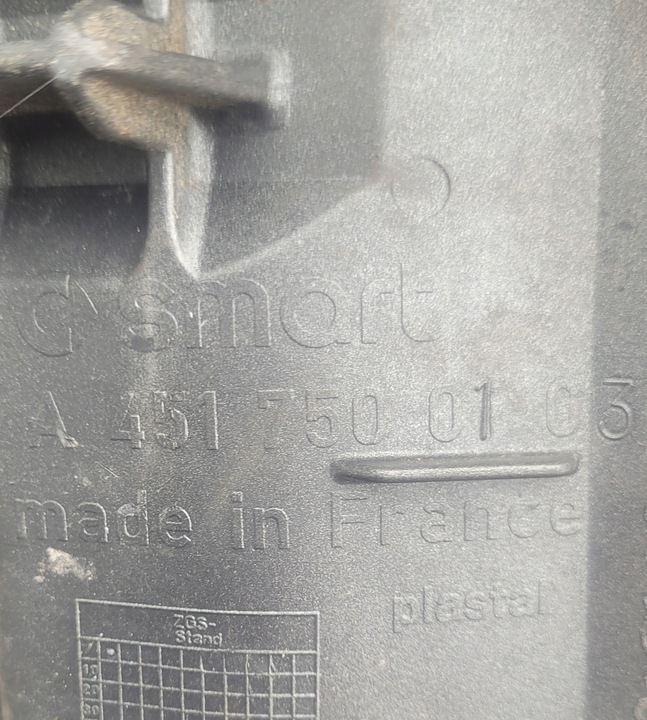 smart
A 451 750 01 03
made in France
plastal
ZGS-
Stand